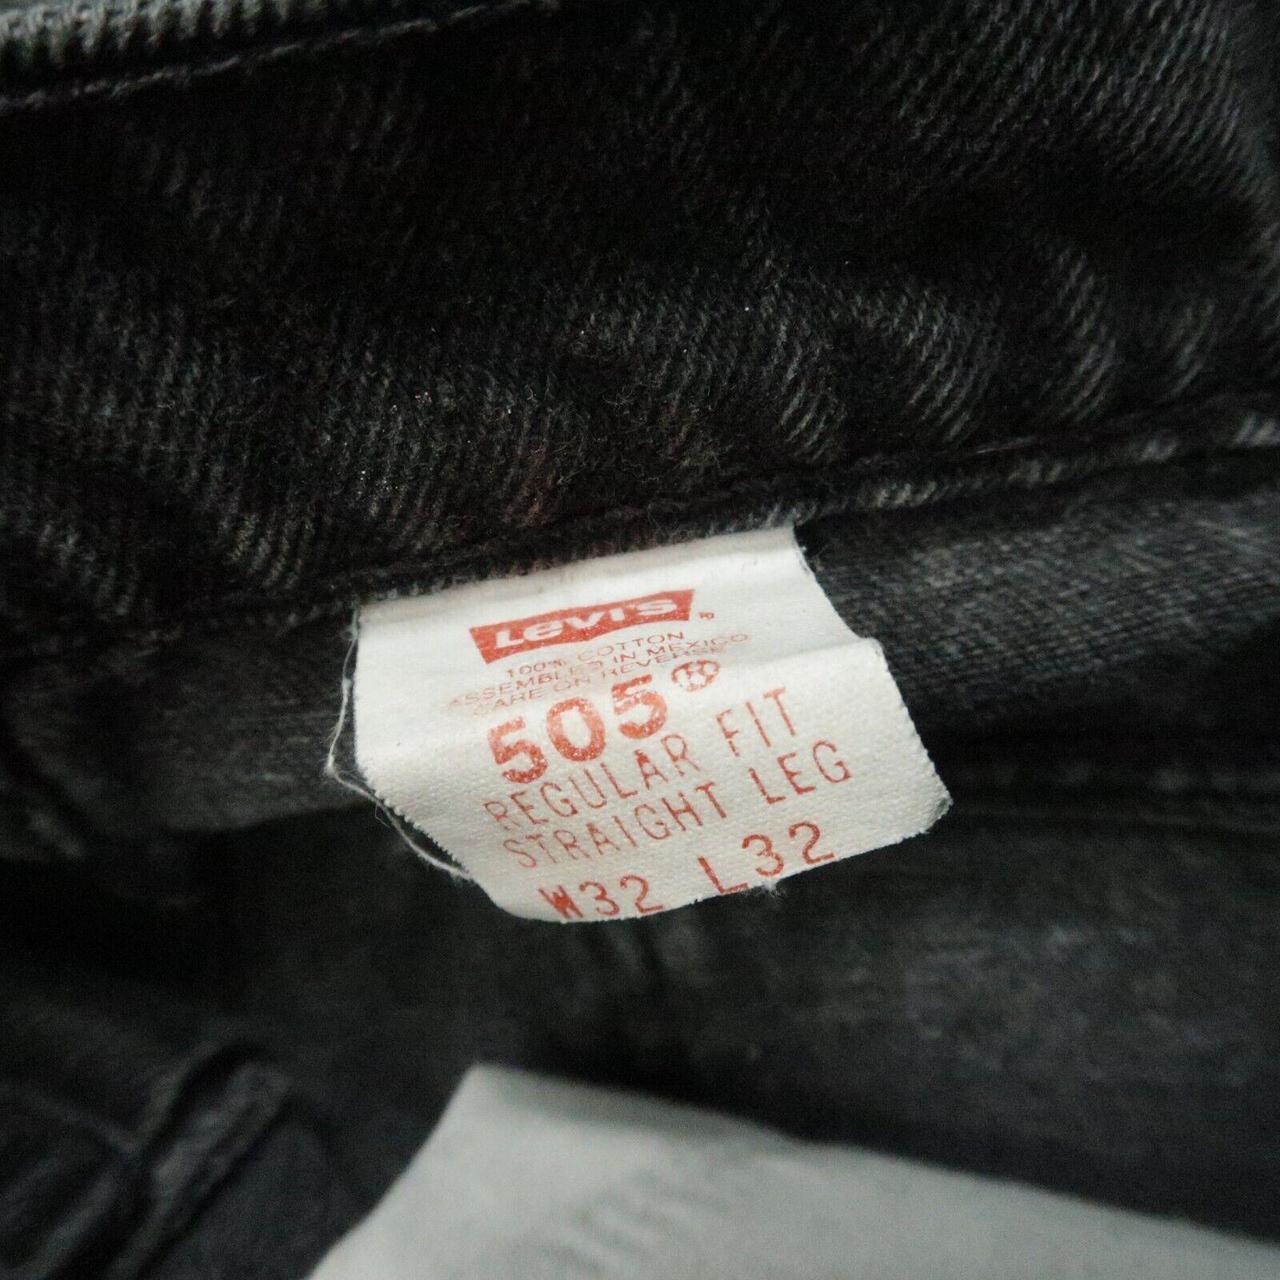 LEVI'S ®
100% COTTON
ASSEMBLED IN MEXICO
CARE ON REVERSE
505
REGULAR FIT
STRAIGHT LEG
W32 L32